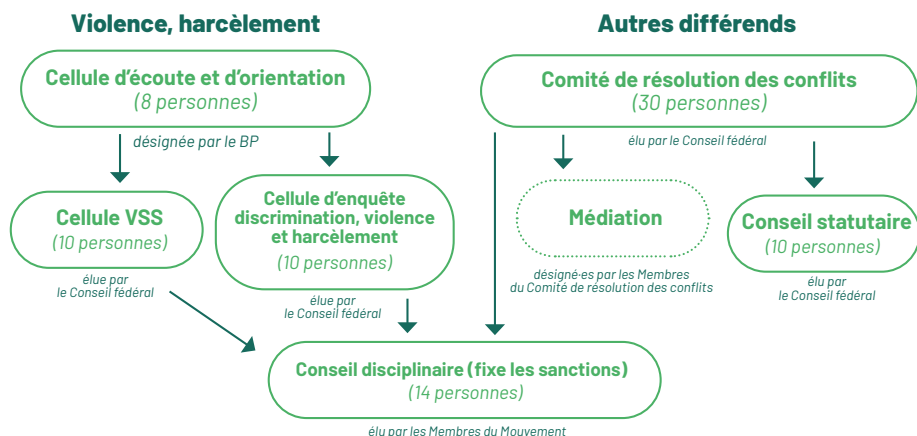 Violence, harcèlement
Autres différends
Cellule d'écoute et d'orientation
(8 personnes)
désignée par le BP
Comité de résolution des conflits
(30 personnes)
élu par le Conseil fédéral
Cellule VSS
(10 personnes)
élue par
le Conseil fédéral
Cellule d'enquête
discrimination, violence
et harcèlement
(10 personnes)
élue par
le Conseil fédéral
Médiation
désigné·es par les Membres
du Comité de résolution des conflits
Conseil statutaire
(10 personnes)
élu par
le Conseil fédéral
Conseil disciplinaire (fixe les sanctions)
(14 personnes)
élu par les Membres du Mouvement